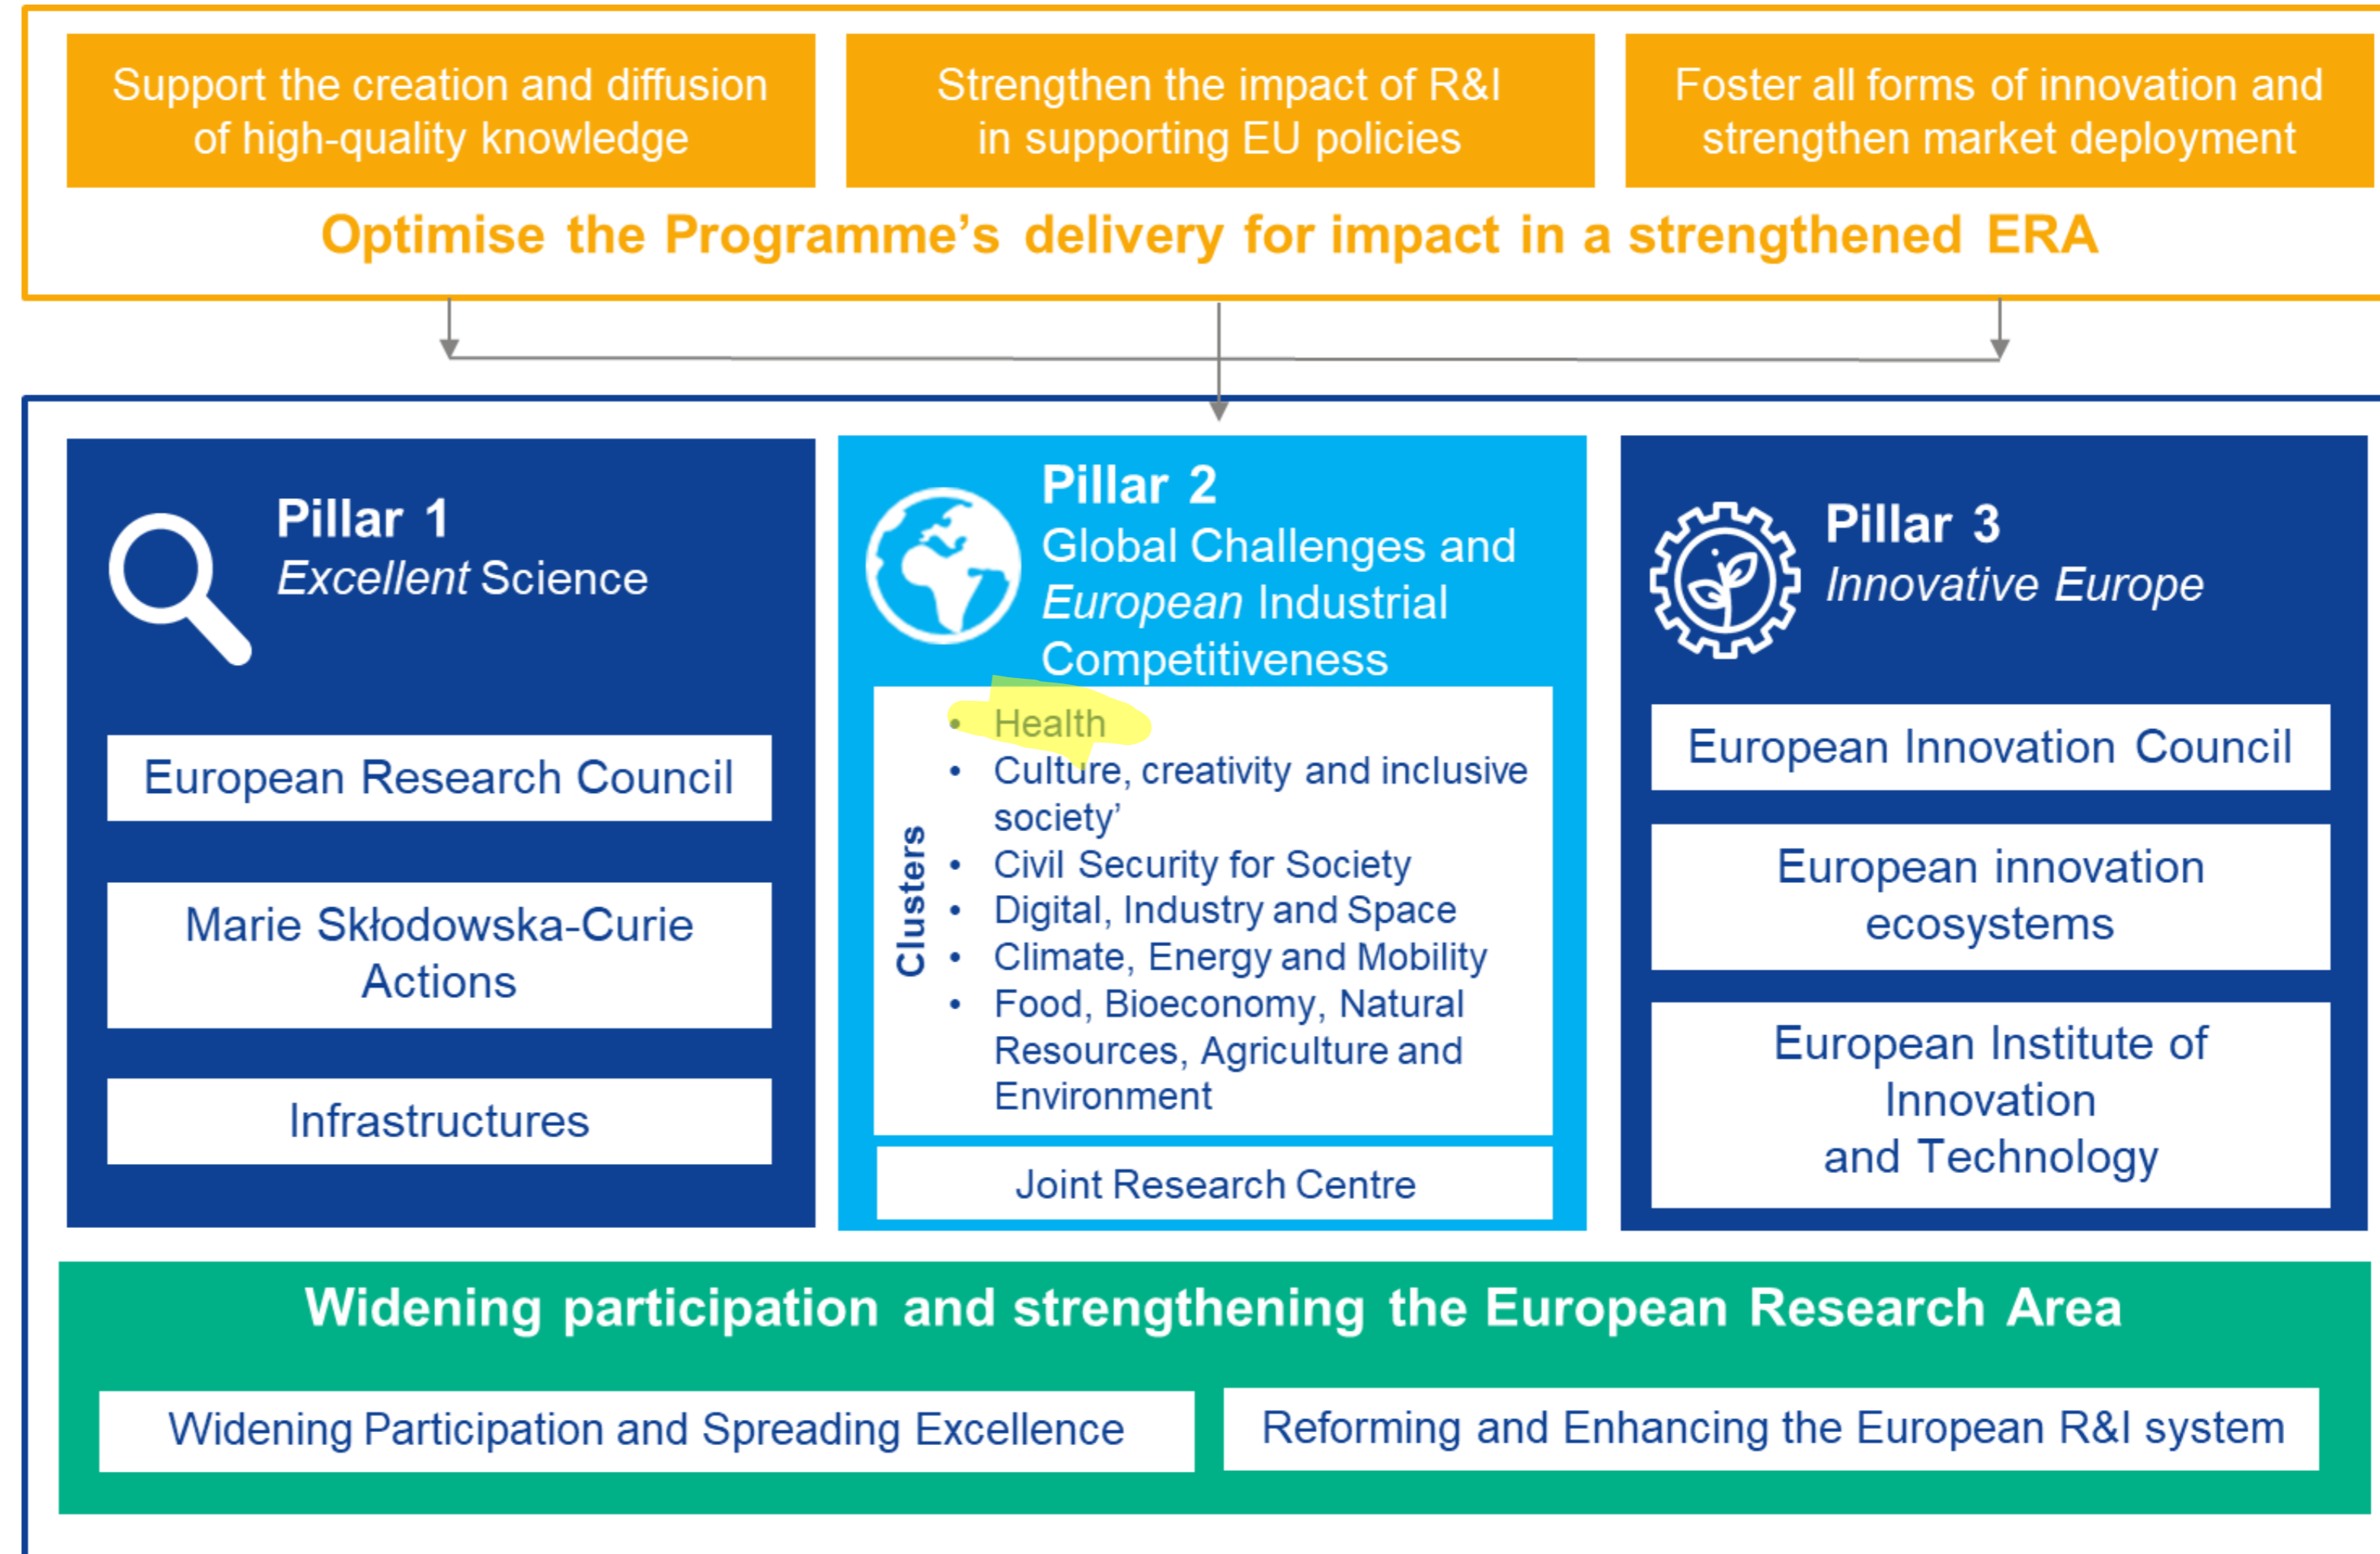 Support the creation and diffusion
of high-quality knowledge
Strengthen the impact of R&I
in supporting EU policies
Foster all forms of innovation and
strengthen market deployment
Optimise the Programme’s delivery for impact in a strengthened ERA
Pillar 1
Excellent Science
European Research Council
Marie Skłodowska-Curie
Actions
Infrastructures
Pillar 2
Global Challenges and
European Industrial
Competitiveness
Clusters
• Health
• Culture, creativity and inclusive
society’
• Civil Security for Society
• Digital, Industry and Space
• Climate, Energy and Mobility
• Food, Bioeconomy, Natural
Resources, Agriculture and
Environment
Joint Research Centre
Pillar 3
Innovative Europe
European Innovation Council
European innovation
ecosystems
European Institute of
Innovation
and Technology
Widening participation and strengthening the European Research Area
Widening Participation and Spreading Excellence
Reforming and Enhancing the European R&I system